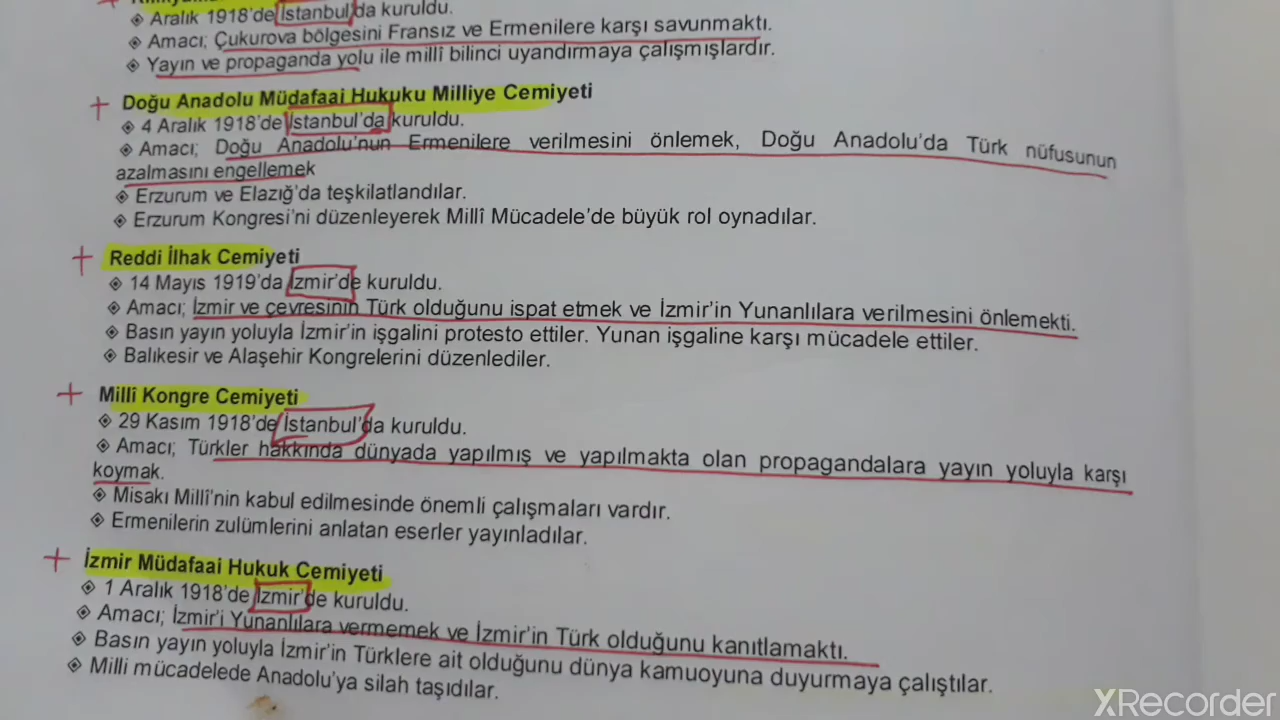 Aralık 1918'de İstanbul'da kuruldu.
Amacı; Çukurova bölgesini Fransız ve Ermenilere karşı savunmaktı.
Yayın ve propaganda yolu ile millî bilinci uyandırmaya çalışmışlardır.
Doğu Anadolu Müdafaai Hukuku Milliye Cemiyeti
4 Aralık 1918'de İstanbul'da kuruldu.
Amacı; Doğu Anadolu'nun Ermenilere verilmesini önlemek, Doğu Anadolu'da Türk nüfusunun
azalmasını engellemek
Erzurum ve Elazığ'da teşkilatlandılar.
Erzurum Kongresi'ni düzenleyerek Millî Mücadele'de büyük rol oynadılar.
Reddi İlhak Cemiyeti
14 Mayıs 1919'da İzmir'de kuruldu.
Amacı; İzmir ve çevresinin Türk olduğunu ispat etmek ve İzmir'in Yunanlılara verilmesini önlemekti.
Basın yayın yoluyla İzmir'in işgalini protesto ettiler. Yunan işgaline karşı mücadele ettiler.
Balıkesir ve Alaşehir Kongrelerini düzenlediler.
Millî Kongre Cemiyeti
29 Kasım 1918'de İstanbul'da kuruldu.
Amacı; Türkler hakkında dünyada yapılmış ve yapılmakta olan propagandalara yayın yoluyla karşı
koymak.
Misakı Millî'nin kabul edilmesinde önemli çalışmaları vardır.
Ermenilerin zulümlerini anlatan eserler yayınladılar.
İzmir Müdafaai Hukuk Cemiyeti
1 Aralık 1918'de İzmir'de kuruldu.
Amacı; İzmir'i Yunanlılara vermemek ve İzmir'in Türk olduğunu kanıtlamaktı.
Basın yayın yoluyla İzmir'in Türklere ait olduğunu dünya kamuoyuna duyurmaya çalıştılar.
Milli mücadelede Anadolu'ya silah taşıdılar.
XRecorder